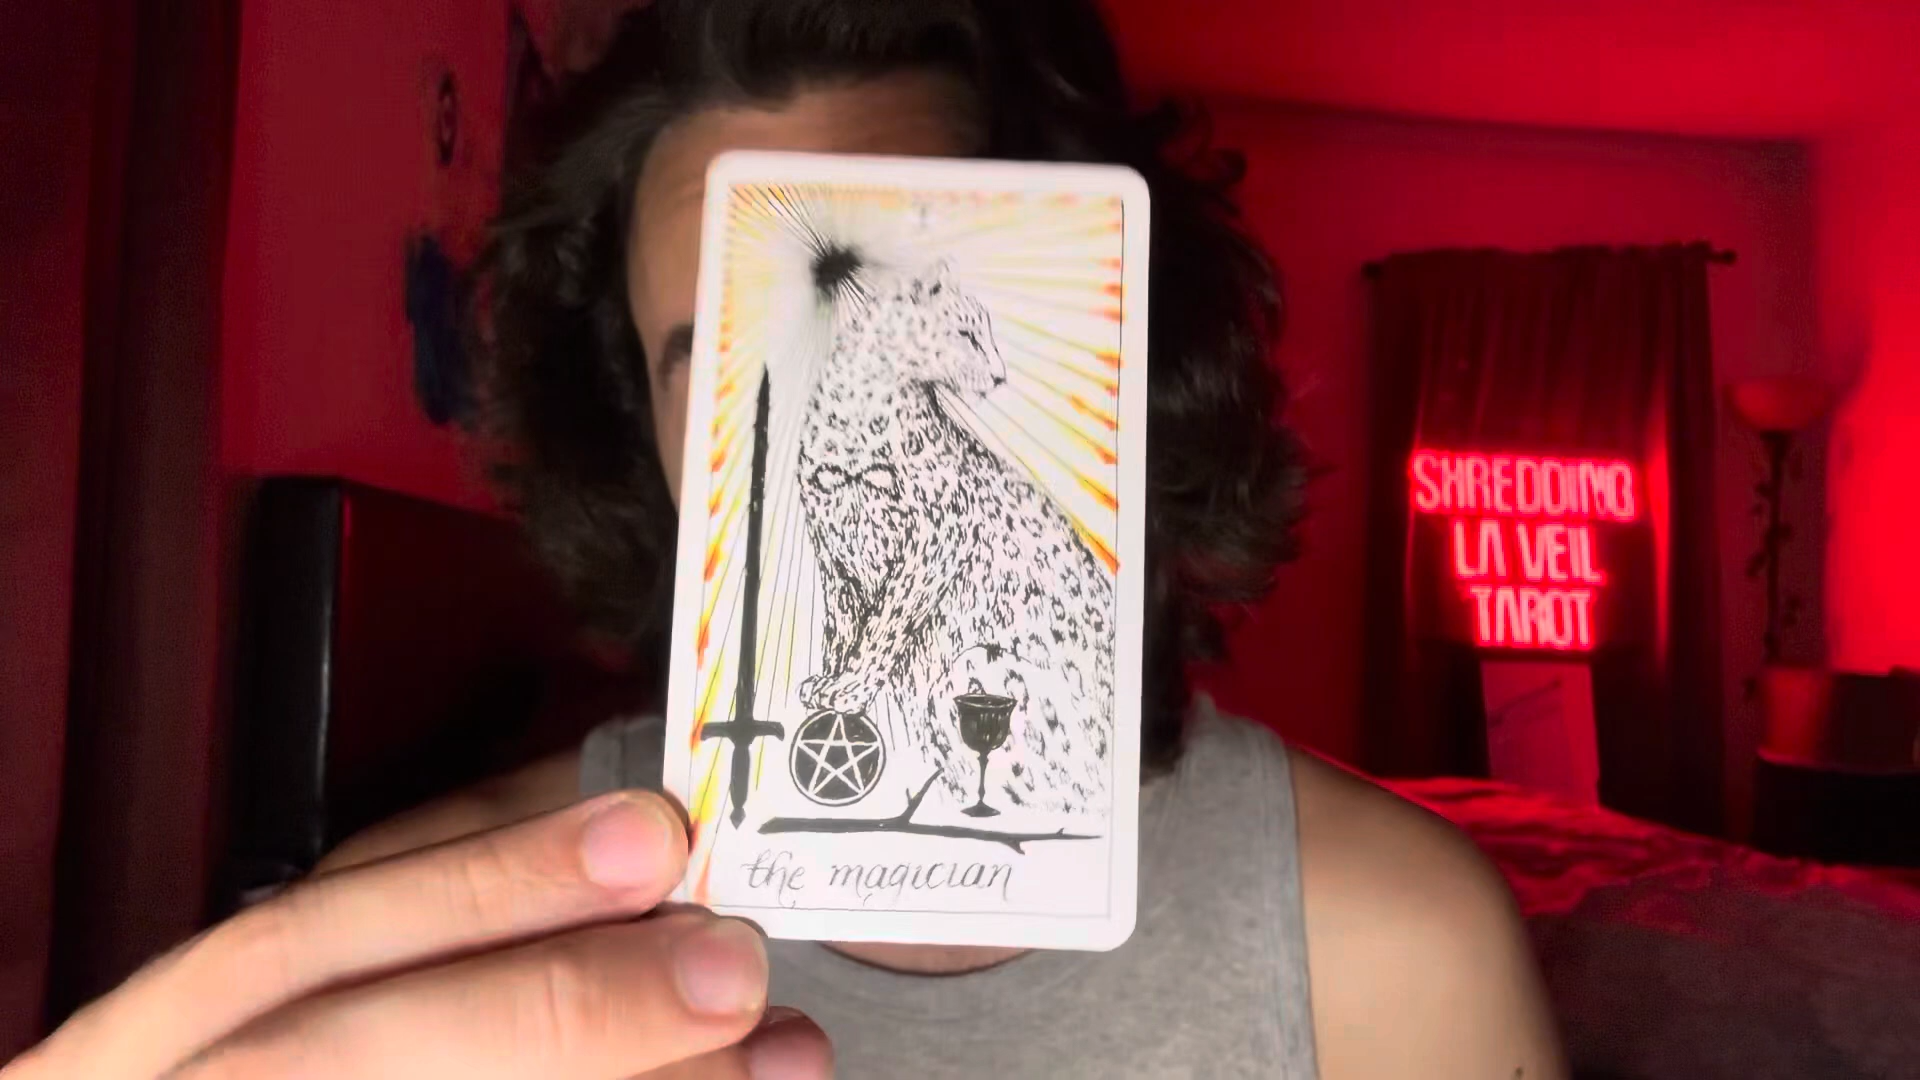 I
the magician
SHREDDING
LA VEIL
TAROT